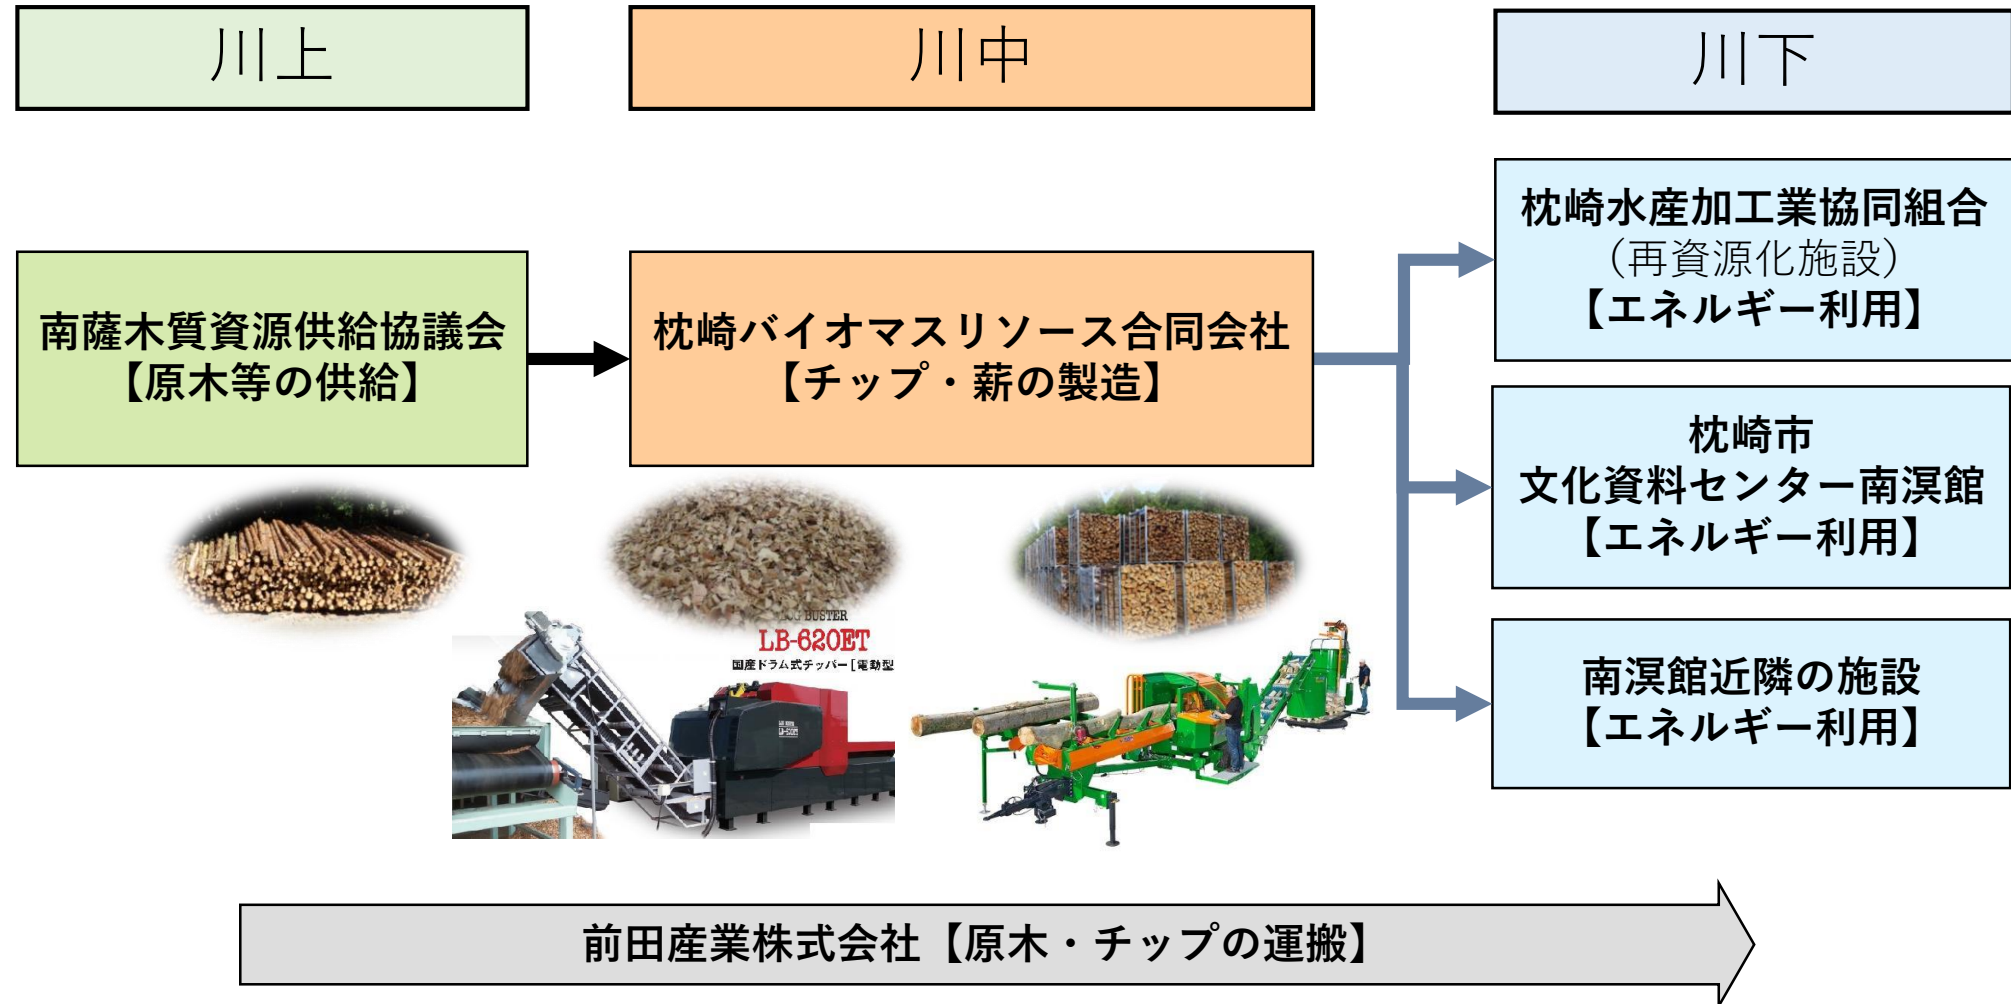 川上
川中
川下
南薩木質資源供給協議会
【原木等の供給】
枕崎バイオマスリソース合同会社
【チップ・薪の製造】
枕崎水産加工業協同組合
（再資源化施設）
【エネルギー利用】
枕崎市
文化資料センター南溟館
【エネルギー利用】
南溟館近隣の施設
【エネルギー利用】
BUSTER
LB-620ET
国産ドラム式チッパー［電動型
前田産業株式会社【原木・チップの運搬】